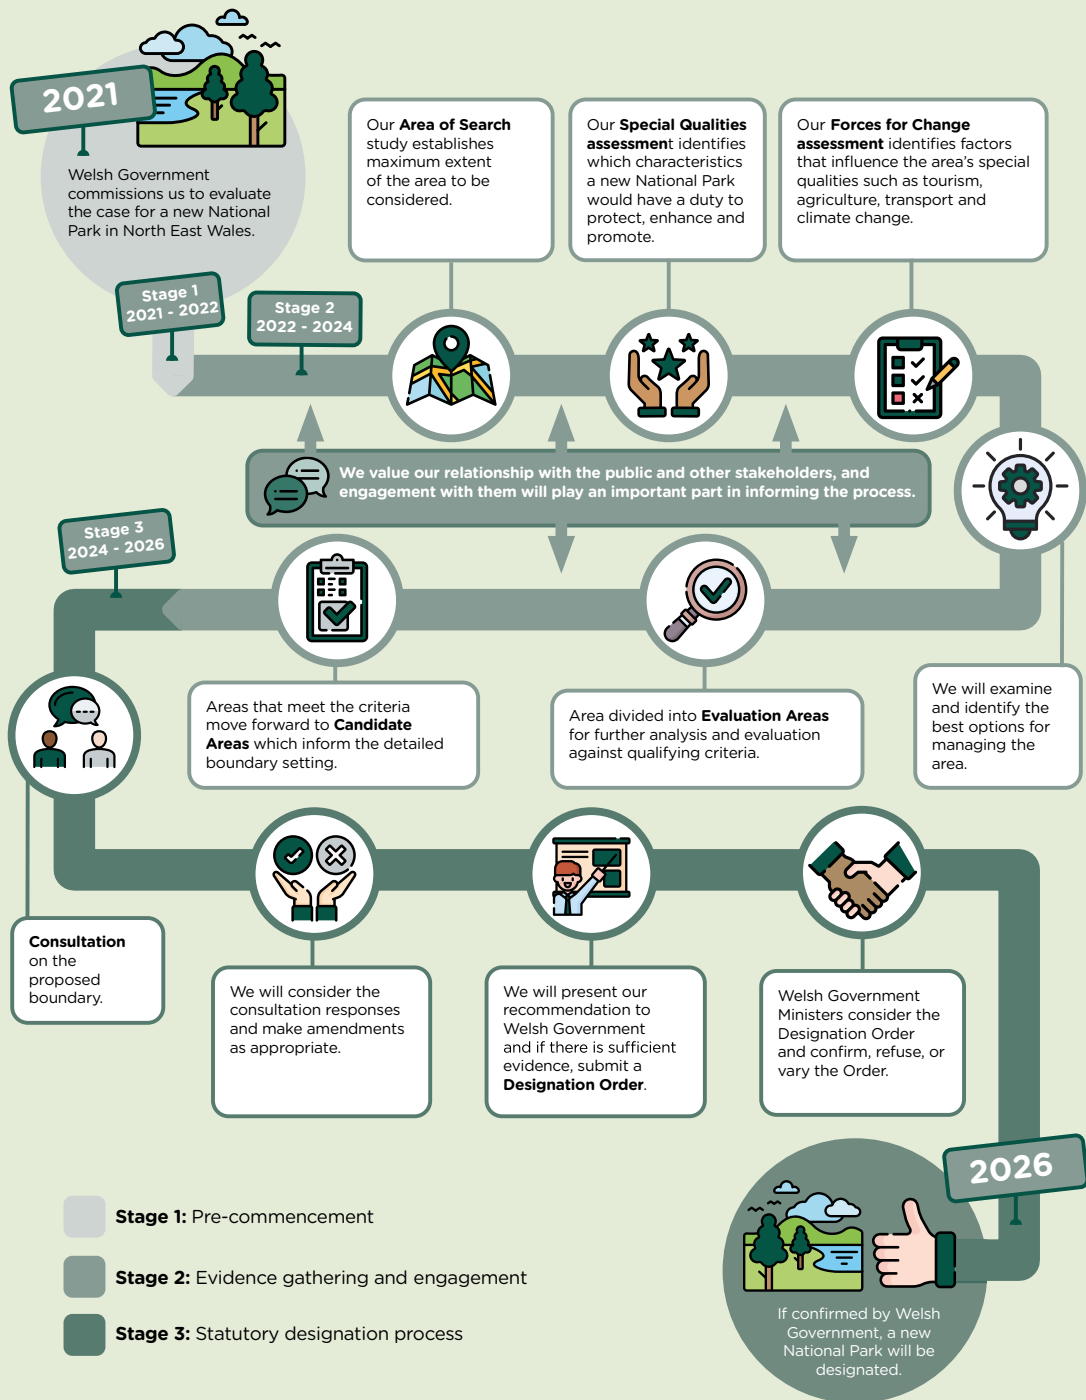 2021
Welsh Government
commissions us to evaluate
the case for a new National
Park in North East Wales.
Stage 1
2021 - 2022
Stage 2
2022 - 2024
Our Area of Search
study establishes
maximum extent
of the area to be
considered.
Our Special Qualities
assessment identifies
which characteristics
a new National Park
would have a duty to
protect, enhance and
promote.
Our Forces for Change
assessment identifies factors
that influence the area's special
qualities such as tourism,
agriculture, transport and
climate change.
We value our relationship with the public and other stakeholders, and
engagement with them will play an important part in informing the process.
We will examine
and identify the
best options for
managing the
area.
Area divided into Evaluation Areas
for further analysis and evaluation
against qualifying criteria.
Areas that meet the criteria
move forward to Candidate
Areas which inform the detailed
boundary setting.
Stage 3
2024 - 2026
Consultation
on the
proposed
boundary.
We will consider the
consultation responses
and make amendments
as appropriate.
We will present our
recommendation to
Welsh Government
and if there is sufficient
evidence, submit a
Designation Order.
Welsh Government
Ministers consider the
Designation Order
and confirm, refuse, or
vary the Order.
2026
If confirmed by Welsh
Government, a new
National Park will be
designated.
Stage 1: Pre-commencement
Stage 2: Evidence gathering and engagement
Stage 3: Statutory designation process